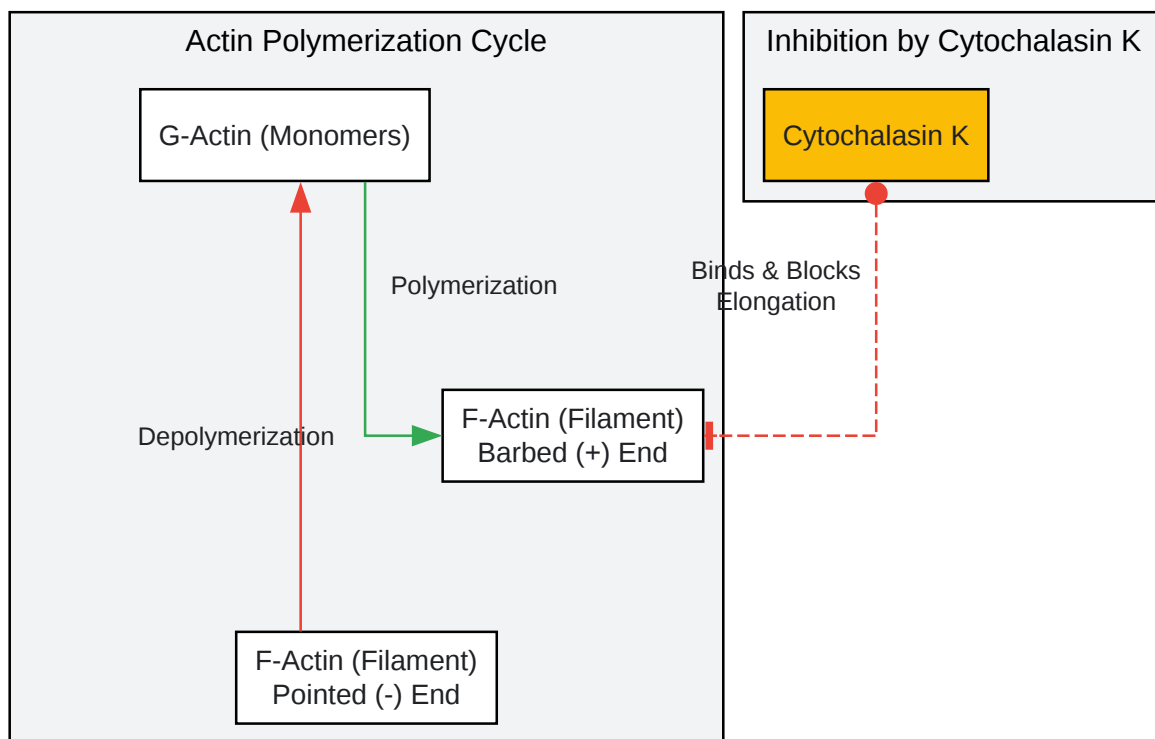 Actin Polymerization Cycle
Inhibition by Cytochalasin K
G-Actin (Monomers)
Cytochalasin K
Polymerization
Binds & Blocks
Elongation
Depolymerization
F-Actin (Filament)
Barbed (+) End
F-Actin (Filament)
Pointed (-) End